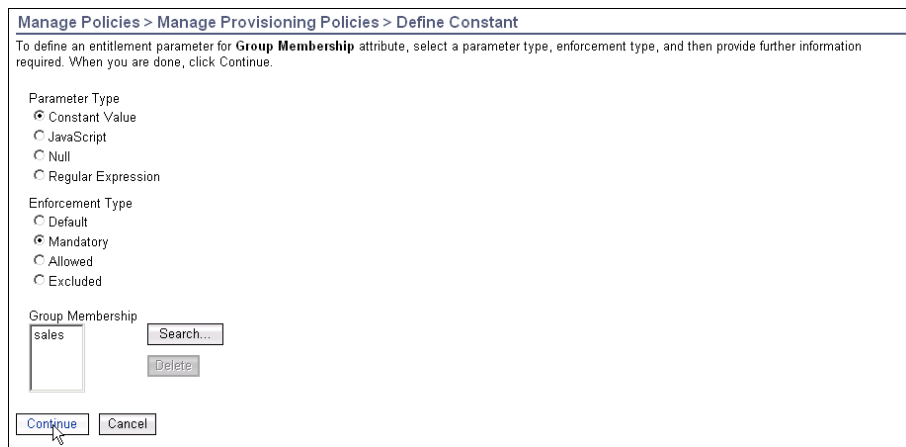 Manage Policies > Manage Provisioning Policies > Define Constant
To define an entitlement parameter for Group Membership attribute, select a parameter type, enforcement type, and then provide further information
required. When you are done, click Continue.
Parameter Type
Constant Value
JavaScript
Null
Regular Expression
Enforcement Type
Default
Mandatory
Allowed
Excluded
Group Membership
sales
Search...
Delete
Continue Cancel